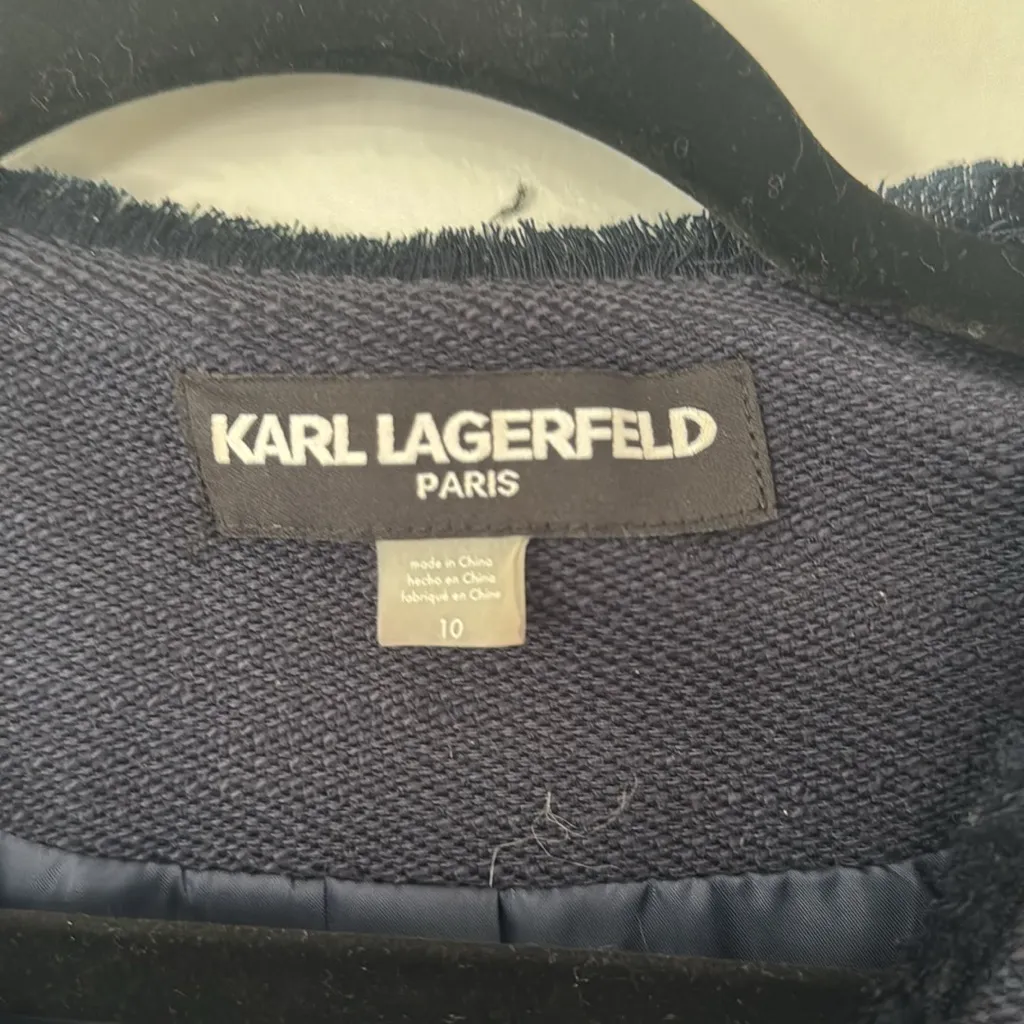 KARL LAGERFELD
PARIS
made in China
hecho en China
fabriqué en Chine
10